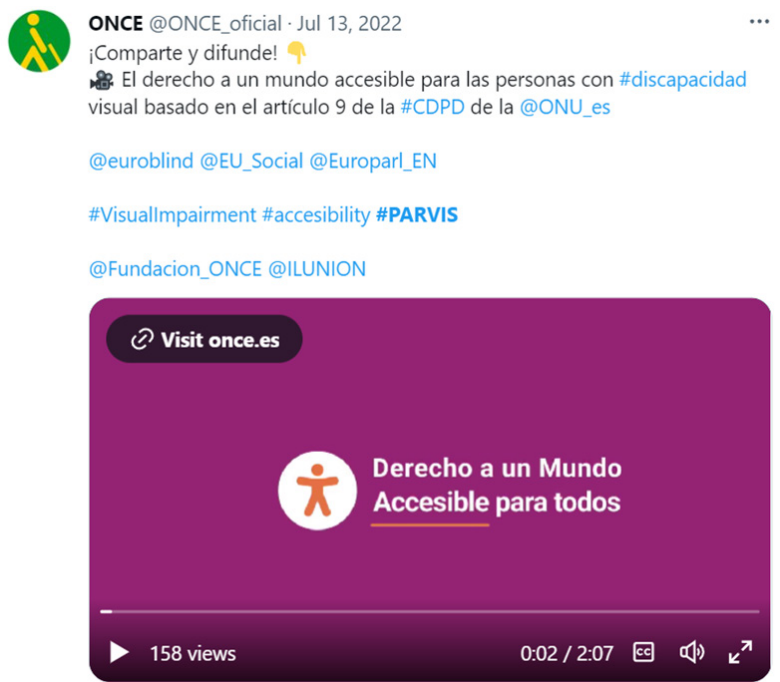 ONCE @ONCE_oficial · Jul 13, 2022
¡Comparte y difunde! 👇
🎥 El derecho a un mundo accesible para las personas con #discapacidad
visual basado en el artículo 9 de la #CDPD de la @ONU_es
@euroblind @EU_Social @Europarl_EN
#VisualImpairment #accesibility #PARVIS
@Fundacion_ONCE @ILUNION
Visit once.es
Derecho a un Mundo
Accesible para todos
158 views
0:02 / 2:07
CC